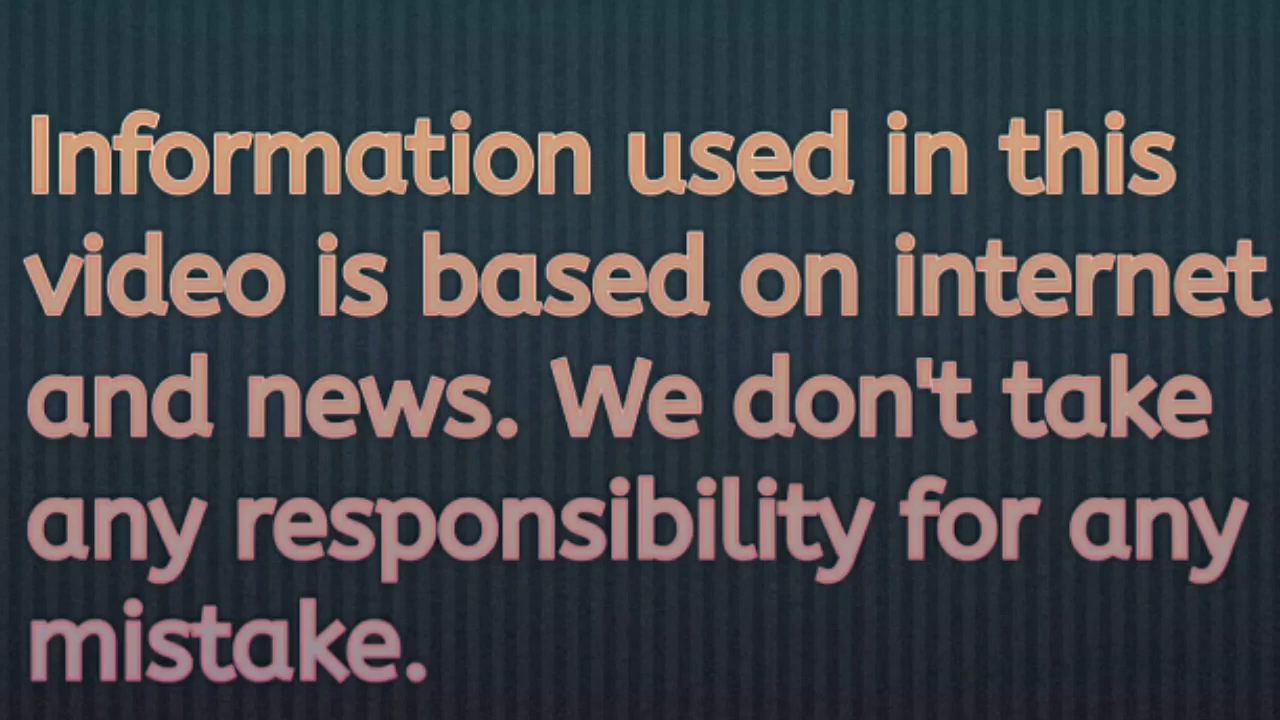 Information used in this
video is based on internet
and news. We don't take
any responsibility for any
mistake.